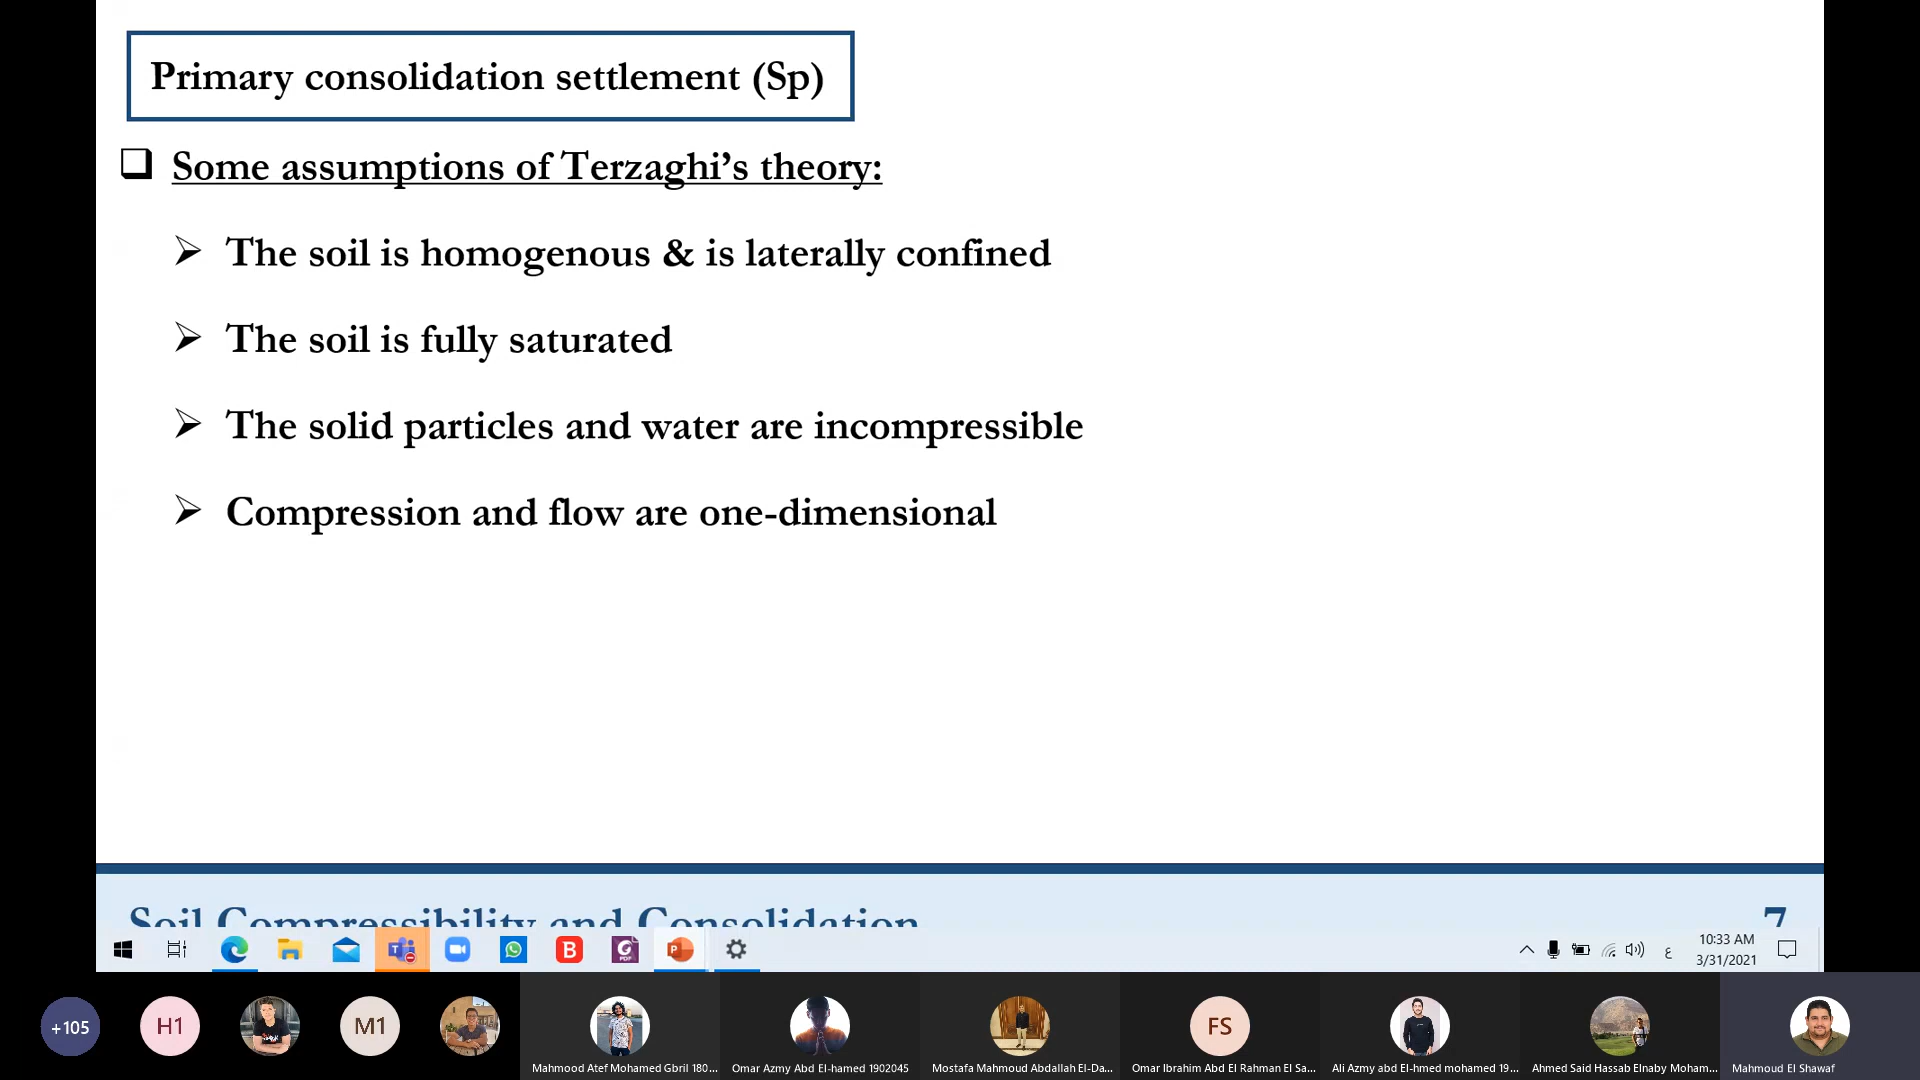 Primary consolidation settlement (Sp)
Some assumptions of Terzaghi's theory:
The soil is homogenous & is laterally confined
The soil is fully saturated
The solid particles and water are incompressible
Compression and flow are one-dimensional
Soil Compressibility and Consolidation 7
ع 10:33 AM
3/31/2021
+105 H1 M1 FS
Mahmood Atef Mohamed Gbril 180... Omar Azmy Abd El-hamed 1902045 Mostafa Mahmoud Abdallah El-Da... Omar Ibrahim Abd El Rahman El Sa... Ali Azmy abd El-hmed mohamed 19... Ahmed Said Hassab Elnaby Moham... Mahmoud El Shawaf